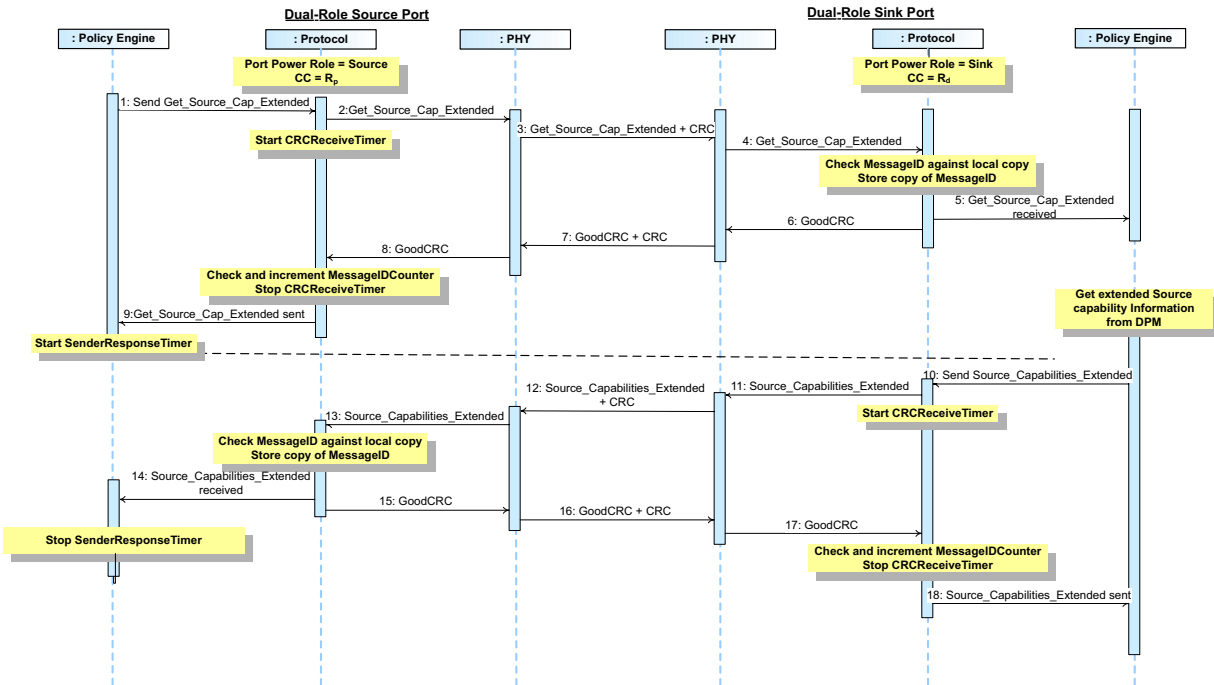 Dual-Role Source Port
Dual-Role Sink Port
: Policy Engine
: Protocol
: PHY
: PHY
: Protocol
: Policy Engine
Port Power Role = Source
CC = Rp
Port Power Role = Sink
CC = Rd
1: Send Get_Source_Cap_Extended
2:Get_Source_Cap_Extended
Start CRCReceiveTimer
3: Get_Source_Cap_Extended + CRC
4: Get_Source_Cap_Extended
Check MessageID against local copy
Store copy of MessageID
5: Get_Source_Cap_Extended
received
6: GoodCRC
7: GoodCRC + CRC
8: GoodCRC
Check and increment MessageIDCounter
Stop CRCReceiveTimer
9:Get_Source_Cap_Extended sent
Start SenderResponseTimer
Get extended Source
capability Information
from DPM
10: Send Source_Capabilities_Extended
11: Source_Capabilities_Extended
Start CRCReceiveTimer
12: Source_Capabilities_Extended
+ CRC
13: Source_Capabilities_Extended
Check MessageID against local copy
Store copy of MessageID
14: Source_Capabilities_Extended
received
15: GoodCRC
16: GoodCRC + CRC
17: GoodCRC
Stop SenderResponseTimer
Check and increment MessageIDCounter
Stop CRCReceiveTimer
18: Source_Capabilities_Extended sent